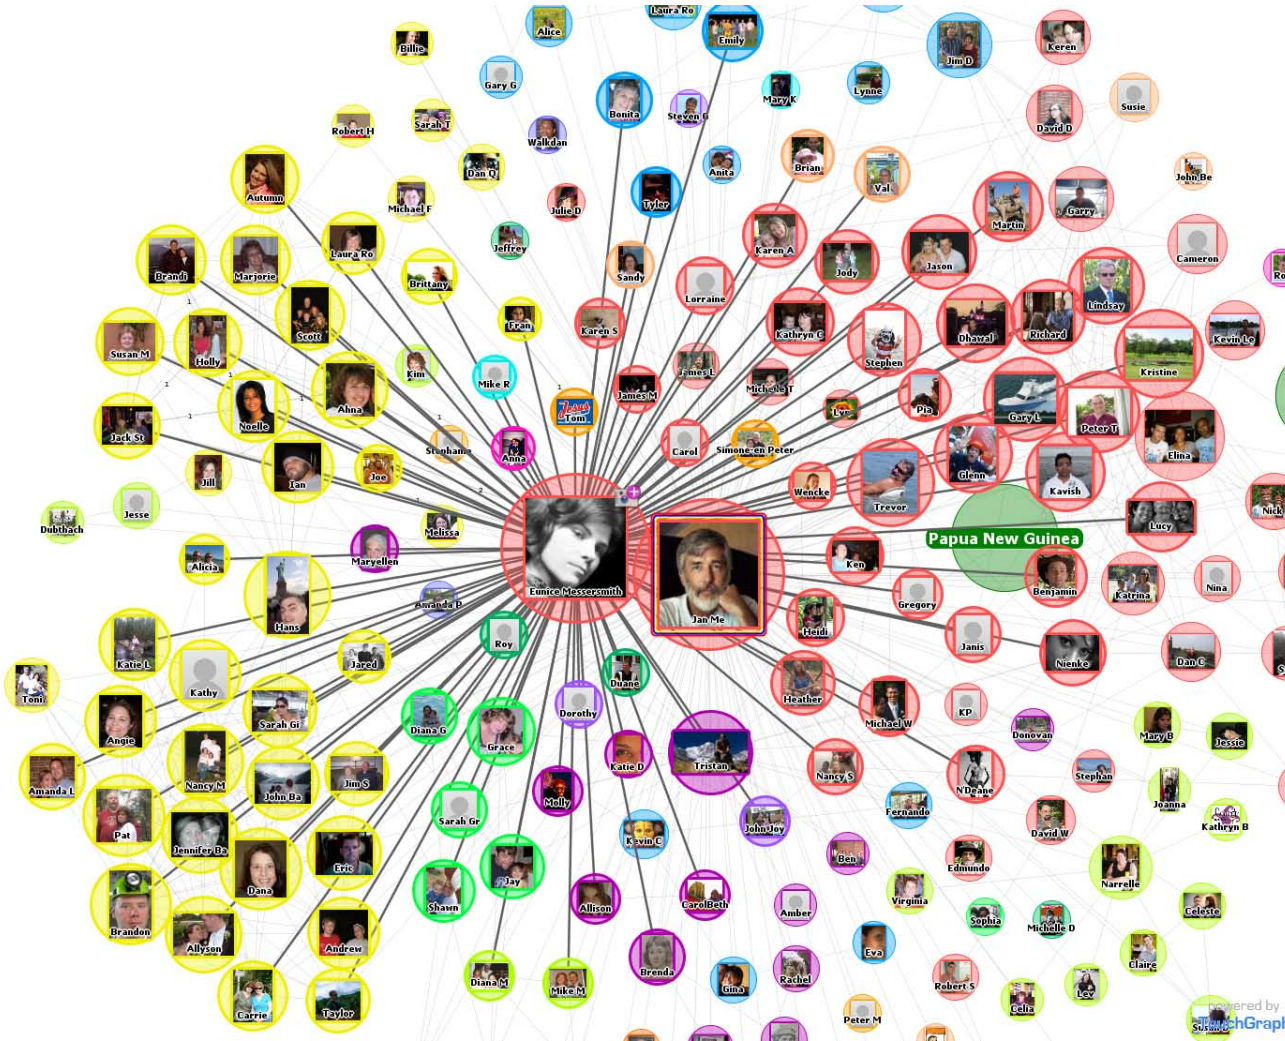 Laura Ro
Alice
Emily
Billie
Keren
Jim D
Gary G
Lynne
Mary K
Susie
Bonita
Steven G
Robert H
Sarah T
David D
Walkdan
Dan Q
Anita
Brian
Val
John Be
Autumn
Michael F
Julie D
Tyler
Martin
Garry
Jeffrey
Laura Ro
Karen A
Cameron
Brandi
Marjorie
Brittany
Sandy
Jody
Jason
Ro
Lorraine
Lindsay
Scott
Fran
Karen S
Kathryn C
Dhawal
Richard
Kevin Le
Susan M
Holly
Stephen
Kim
Mike R
James L
Michele T
Kristine
James M
Ahna
Tom
Lyn
Pia
Gary L
Noelle
Peter T
Jack St
Stephanie
Anna
Carol
Simone en Peter
Elina
Jill
Ian
Joe
Wencke
Trevor
Glenn
Kavish
Dubthach
Jesse
Melissa
Lucy
Nick
Papua New Guinea
Maryellen
Alicia
Ken
Eunice Messersmith
Benjamin
Katrina
Nina
Amanda P
Gregory
Jan Me
Hans
Roy
Heidi
Janis
Katie L
Jared
Nienke
Dan C
S
Toni
Kathy
Duane
Heather
Dorothy
Sarah Gi
Diana G
Michael W
KP
Angie
Grace
Donovan
Mary B
Jessie
Katie D
Tristan
Nancy M
Jim S
Nancy S
Stephan
Amanda L
John Ba
Molly
N'Deane
Joanna
Sarah Gr
Fernando
Kathryn B
Pat
John Joy
David W
Kevin C
Jennifer Ba
Eric
Ben
Edmundo
Dana
Jay
Narrelle
Shawn
Virginia
Allison
CarolBeth
Celeste
Amber
Sophia
Michelle D
Brandon
Allyson
Andrew
Eva
Claire
Brenda
Rachel
Diana M
Mike M
Gina
Robert S
Lev
Carrie
Taylor
Celia
Peter M
powered by
TouchGraph